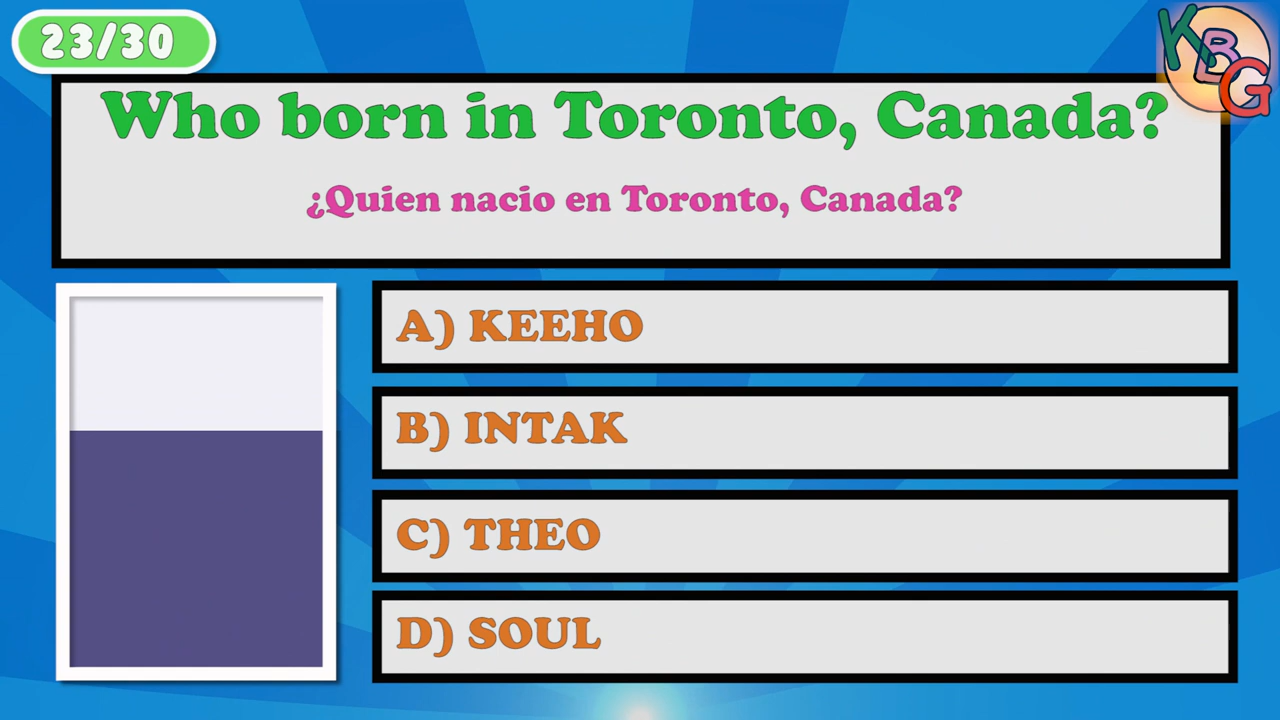 23/30
KBG
Who born in Toronto, Canada?
¿Quien nacio en Toronto, Canada?
A) KEEHO
B) INTAK
C) THEO
D) SOUL